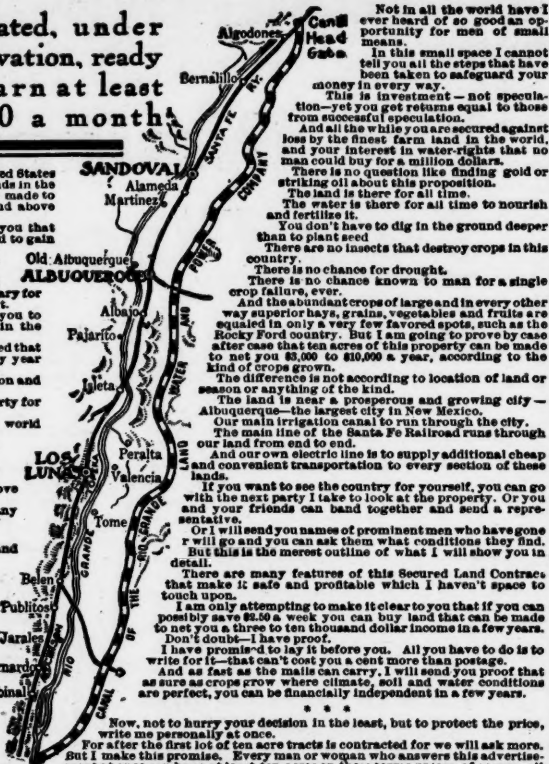 ated, under
vation, ready
arn at least
0 a month
ed States
ds in the
made to
d above
you that
d to gain
ary for
t.
you to
in the
ed that
y year
on and
rty for
world
ove
ny
and
Canal
Head
Gate
Algodones
Bernalillo
SANTA FE
RY.
SANDOVAL
Alameda
Martinez
Old Albuquerque
ALBUQUERQUE
Albajo
Pajarito
Isleta
Peralta
LOS
LUNAS
Valencia
Tome
Belen
Publitos
Jarales
nardo
pinal
RIO
GRANDE
CANAL OF THE RIO GRANDE LAND WATER AND POWER COMPANY
Not in all the world have I
ever heard of so good an op-
portunity for men of small
means.
In this small space I cannot
tell you all the steps that have
been taken to safeguard your
money in every way.
This is investment—not specula-
tion—yet you get returns equal to those
from successful speculation.
And all the while you are secured against
loss by the finest farm land in the world,
and your interest in water-rights that no
man could buy for a million dollars.
There is no question like finding gold or
striking oil about this proposition.
The land is there for all time.
The water is there for all time to nourish
and fertilize it.
You don't have to dig in the ground deeper
than to plant seed
There are no insects that destroy crops in this
country.
There is no chance for drought.
There is no chance known to man for a single
crop failure, ever.
And the abundant crops of large and in every other
way superior hays, grains, vegetables and fruits are
equaled in only a very few favored spots, such as the
Rocky Ford country. But I am going to prove by case
after case that ten acres of this property can be made
to net you $3,000 to $10,000 a year, according to the
kind of crops grown.
The difference is not according to location of land or
season or anything of the kind.
The land is near a prosperous and growing city—
Albuquerque—the largest city in New Mexico.
Our main irrigation canal to run through the city.
The main line of the Santa Fe Railroad runs through
our land from end to end.
And our own electric line is to supply additional cheap
and convenient transportation to every section of these
lands.
If you want to see the country for yourself, you can go
with the next party I take to look at the property. Or you
and your friends can band together and send a repre-
sentative.
Or I will send you names of prominent men who have gone
r will go and you can ask them what conditions they find.
But this is the merest outline of what I will show you in
detail.
There are many features of this Secured Land Contract
that make it safe and profitable which I haven't space to
touch upon.
I am only attempting to make it clear to you that if you can
possibly save $2.50 a week you can buy land that can be made
to net you a three to ten thousand dollar income in a few years.
Don't doubt—I have proof.
I have promis'd to lay it before you. All you have to do is to
write for it—that can't cost you a cent more than postage.
And as fast as the mails can carry, I will send you proof that
as sure as crops grow where climate, soil and water conditions
are perfect, you can be financially independent in a few years.
* * *
Now, not to hurry your decision in the least, but to protect the price,
write me personally at once.
For after the first lot of ten acre tracts is contracted for we will ask more.
But I make this promise. Every man or woman who answers this advertise-